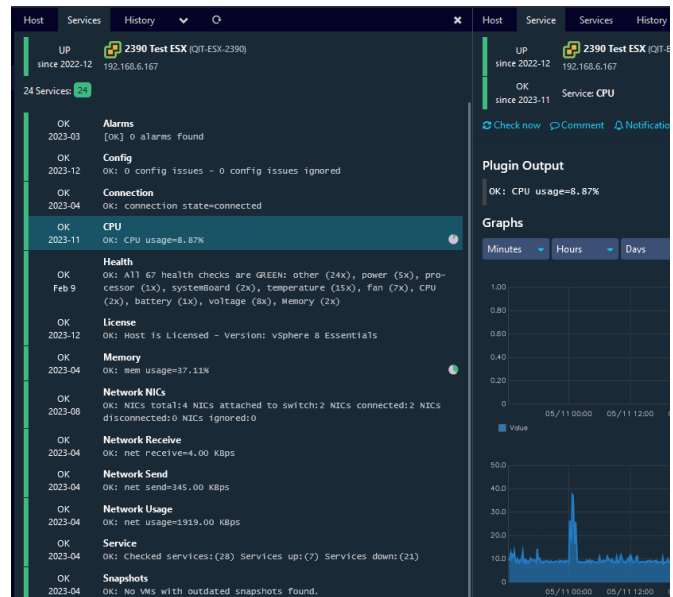 Host Services History
UP
since 2022-12
2390 Test ESX (QIT-ESX-2390)
192.168.6.167
24 Services: 24
OK
2023-03
Alarms
[OK] 0 alarms found
OK
2023-12
Config
OK: 0 config issues - 0 config issues ignored
OK
2023-04
Connection
OK: connection state=connected
OK
2023-11
CPU
OK: CPU usage=8.87%
OK
Feb 9
Health
OK: All 67 health checks are GREEN: other (24x), power (5x), pro-
cessor (1x), systemBoard (2x), temperature (15x), fan (7x), CPU
(2x), battery (1x), voltage (8x), Memory (2x)
OK
2023-12
License
OK: Host is Licensed - Version: vSphere 8 Essentials
OK
2023-04
Memory
OK: mem usage=37.11%
OK
2023-08
Network NICs
OK: NICs total:4 NICs attached to switch:2 NICs connected:2 NICs
disconnected:0 NICs ignored:0
OK
2023-04
Network Receive
OK: net receive=4.00 KBps
OK
2023-04
Network Send
OK: net send=345.00 KBps
OK
2023-04
Network Usage
OK: net usage=1919.00 KBps
OK
2023-04
Service
OK: Checked services:(28) Services up:(7) Services down:(21)
OK
2023-04
Snapshots
OK: No VMs with outdated snapshots found.
Host Service Services History
UP
since 2022-12
2390 Test ESX (QIT-E
192.168.6.167
OK
since 2023-11
Service: CPU
Check now Comment Notificatio
Plugin Output
OK: CPU usage=8.87%
Graphs
Minutes Hours Days
1.00
0.80
0.60
0.40
0.20
0
05/11 00:00 05/11 12:00
Value
50.0
40.0
30.0
20.0
10.0
0
05/11 00:00 05/11 12:00